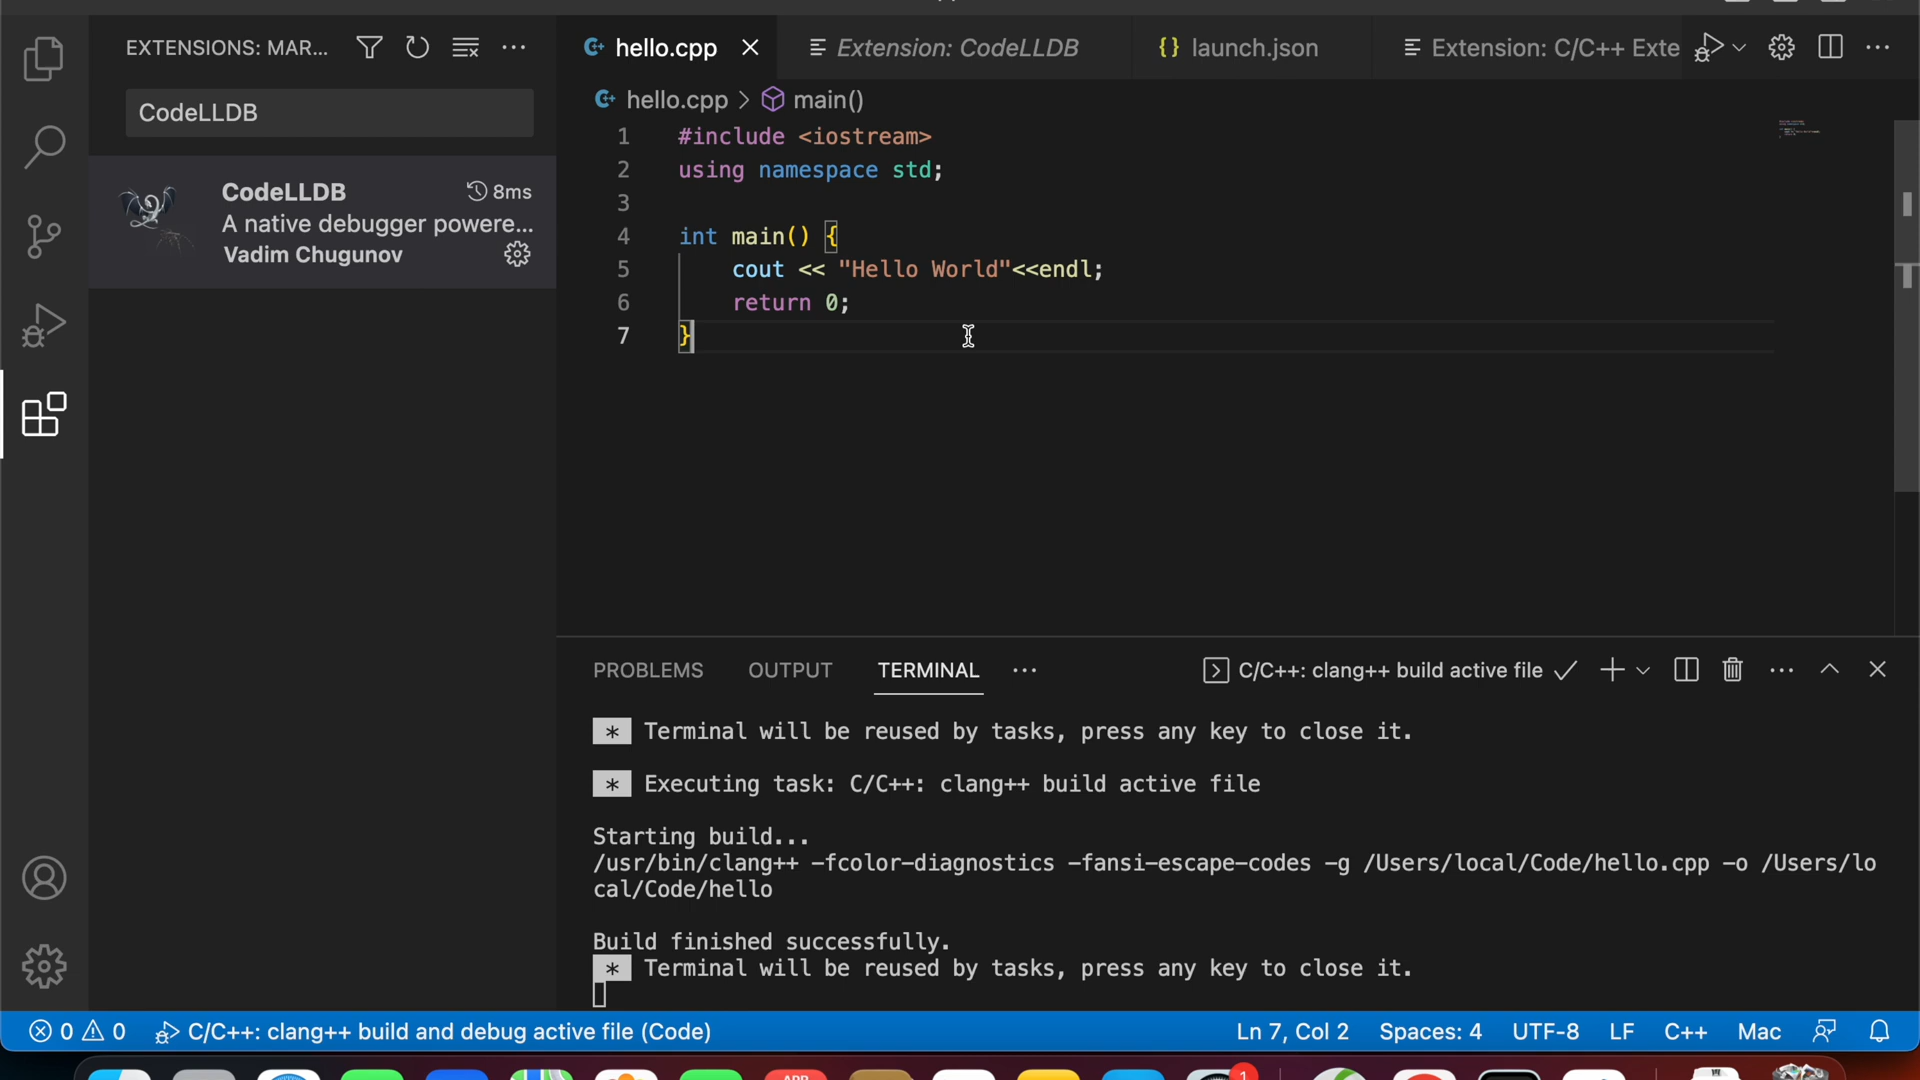 EXTENSIONS: MAR...
CodeLLDB
CodeLLDB 8ms
A native debugger powere...
Vadim Chugunov
hello.cpp
Extension: CodeLLDB
{} launch.json
Extension: C/C++ Exte
hello.cpp > main()
1 #include <iostream>
2 using namespace std;
3
4 int main() {
5 cout << "Hello World"<<endl;
6 return 0;
7 }
PROBLEMS OUTPUT TERMINAL ... C/C++: clang++ build active file
* Terminal will be reused by tasks, press any key to close it.
* Executing task: C/C++: clang++ build active file
Starting build...
/usr/bin/clang++ -fcolor-diagnostics -fansi-escape-codes -g /Users/local/Code/hello.cpp -o /Users/lo
cal/Code/hello
Build finished successfully.
* Terminal will be reused by tasks, press any key to close it.
0 0 C/C++: clang++ build and debug active file (Code) Ln 7, Col 2 Spaces: 4 UTF-8 LF C++ Mac
1